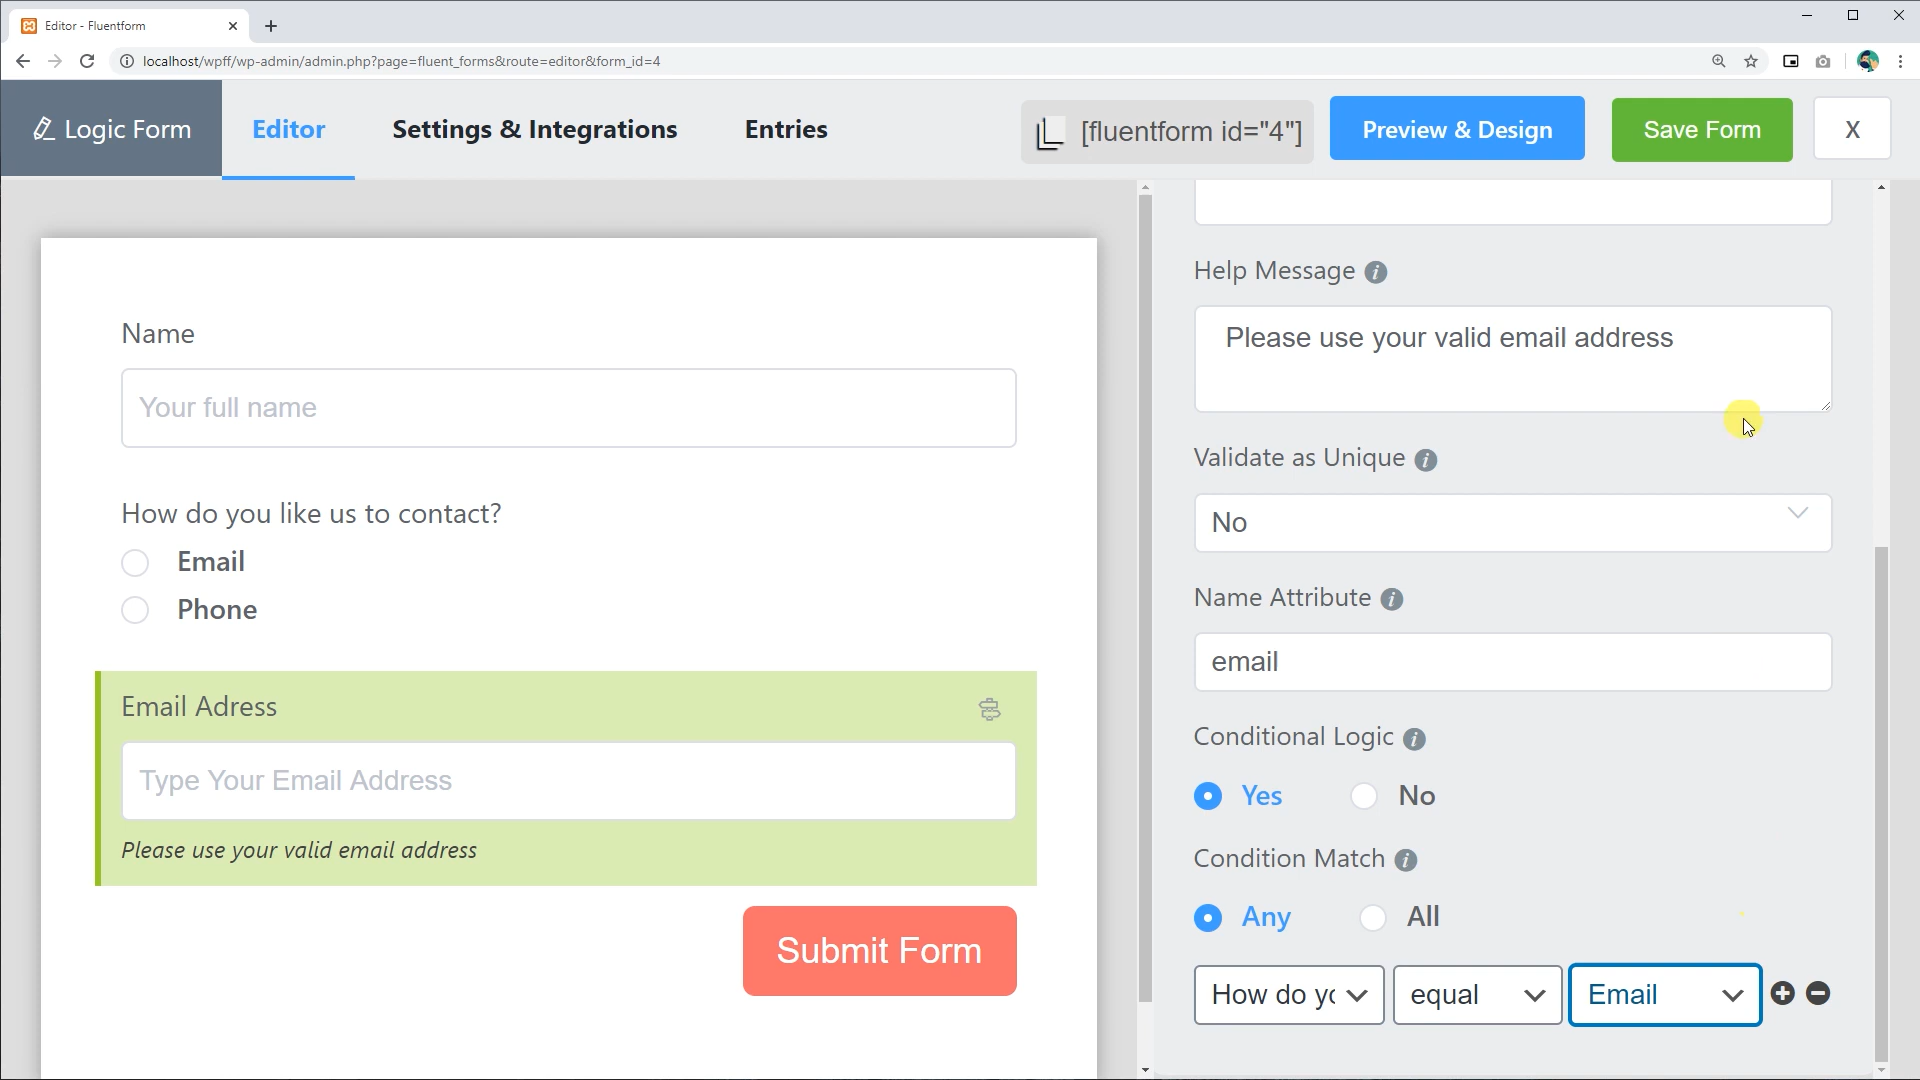 Editor - Fluentform
localhost/wpff/wp-admin/admin.php?page=fluent_forms&route=editor&form_id=4
Logic Form
Editor
Settings & Integrations
Entries
[fluentform id="4"]
Preview & Design
Save Form
X
Name
Your full name
How do you like us to contact?
Email
Phone
Email Adress
Type Your Email Address
Please use your valid email address
Submit Form
Help Message
Please use your valid email address
Validate as Unique
No
Name Attribute
email
Conditional Logic
Yes
No
Condition Match
Any
All
How do yo
equal
Email